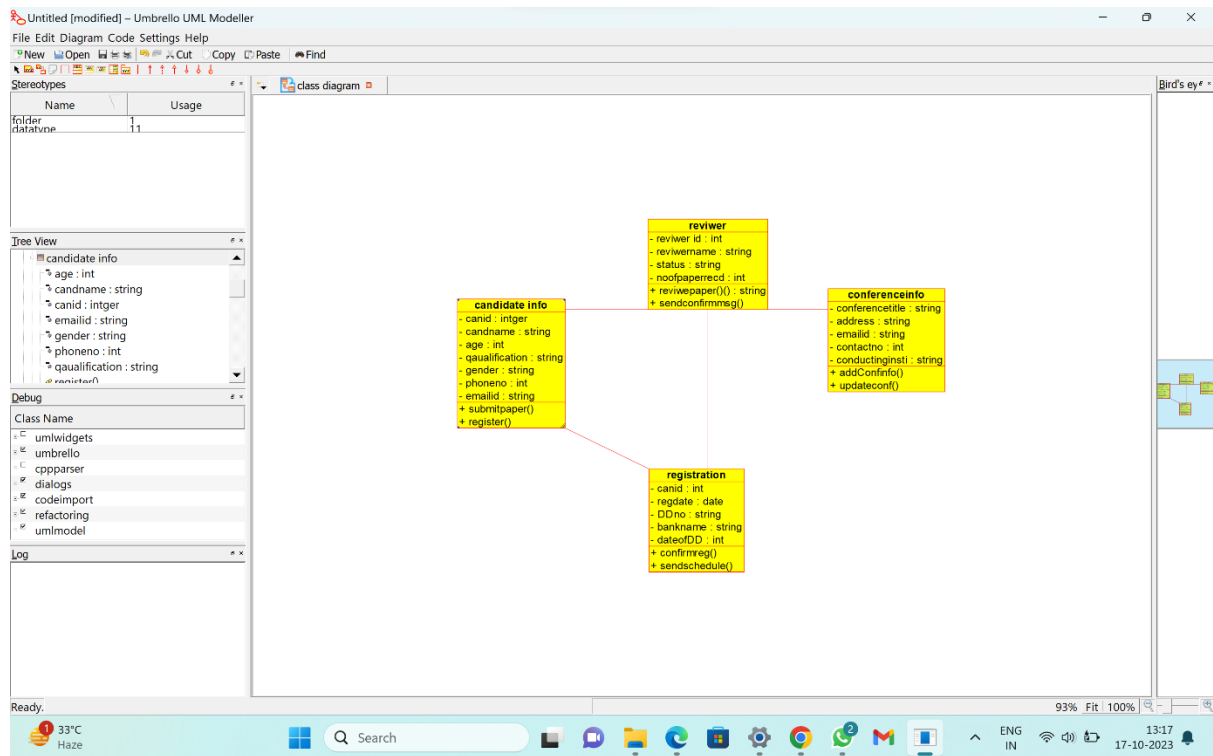 Untitled [modified] – Umbrello UML Modeller
File Edit Diagram Code Settings Help
New Open Cut Copy Paste Find
Stereotypes
Name Usage
folder 1
datatype 11
Tree View
candidate info
age : int
candname : string
canid : intger
emailid : string
gender : string
phoneno : int
qaualification : string
register()
Debug
Class Name
umlwidgets
umbrello
cppparser
dialogs
codeimport
refactoring
umlmodel
Log
class diagram
Bird's ey
reviwer
- reviwer id : int
- reviwername : string
- status : string
- noofpaperrecd : int
+ reviwepaper()() : string
+ sendconfirmmsg()
candidate info
- canid : intger
- candname : string
- age : int
- qaualification : string
- gender : string
- phoneno : int
- emailid : string
+ submitpaper()
+ register()
conferenceinfo
- conferencetitle : string
- address : string
- emailid : string
- contactno : int
- conductinginsti : string
+ addConfinfo()
+ updateconf()
registration
- canid : int
- regdate : date
- DDno : string
- bankname : string
- dateofDD : int
+ confirmreg()
+ sendschedule()
Ready.
93% Fit 100%
1
33°C
Haze
Search
2
ENG
IN
13:17
17-10-2023